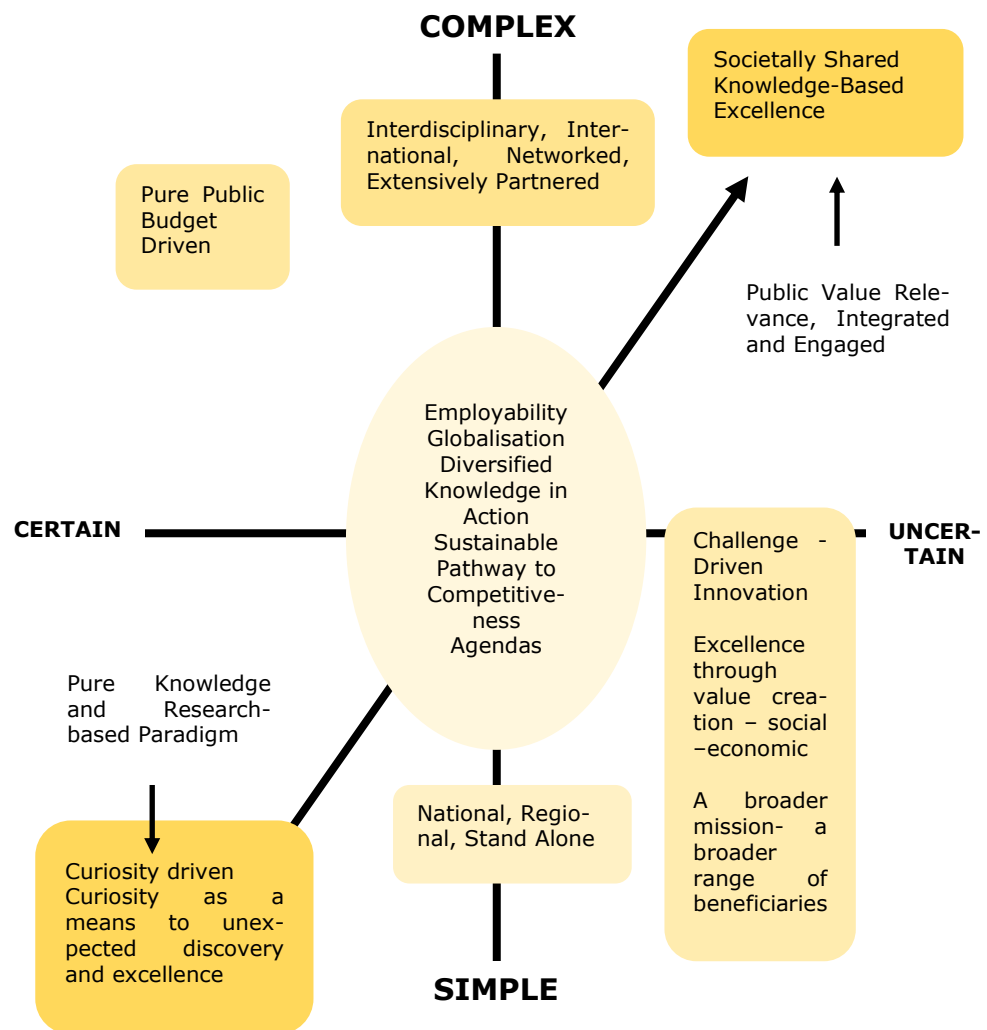 COMPLEX
Societally Shared
Knowledge-Based
Excellence
Interdisciplinary, Inter-
national, Networked,
Extensively Partnered
Pure Public
Budget
Driven
Public Value Rele-
vance, Integrated
and Engaged
Employability
Globalisation
Diversified
Knowledge in
Action
Sustainable
Pathway to
Competitive-
ness
Agendas
CERTAIN
UNCER-
TAIN
Challenge -
Driven
Innovation
Excellence
through
value crea-
tion – social
–economic
A broader
mission- a
broader
range of
beneficiaries
Pure Knowledge
and Research-
based Paradigm
National, Regio-
nal, Stand Alone
Curiosity driven
Curiosity as a
means to unex-
pected discovery
and excellence
SIMPLE